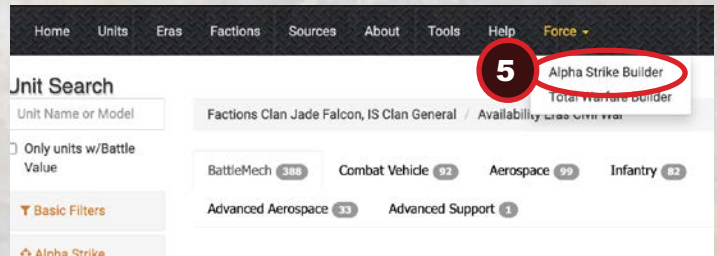 Home Units Eras Factions Sources About Tools Help Force
5
Alpha Strike Builder
Total Warfare Builder
Unit Search
Unit Name or Model
Factions Clan Jade Falcon, IS Clan General / Availability Eras Civil War
Only units w/Battle
Value
BattleMech 388 Combat Vehicle 92 Aerospace 99 Infantry 82
Basic Filters
Advanced Aerospace 33 Advanced Support 1
Alpha Strike